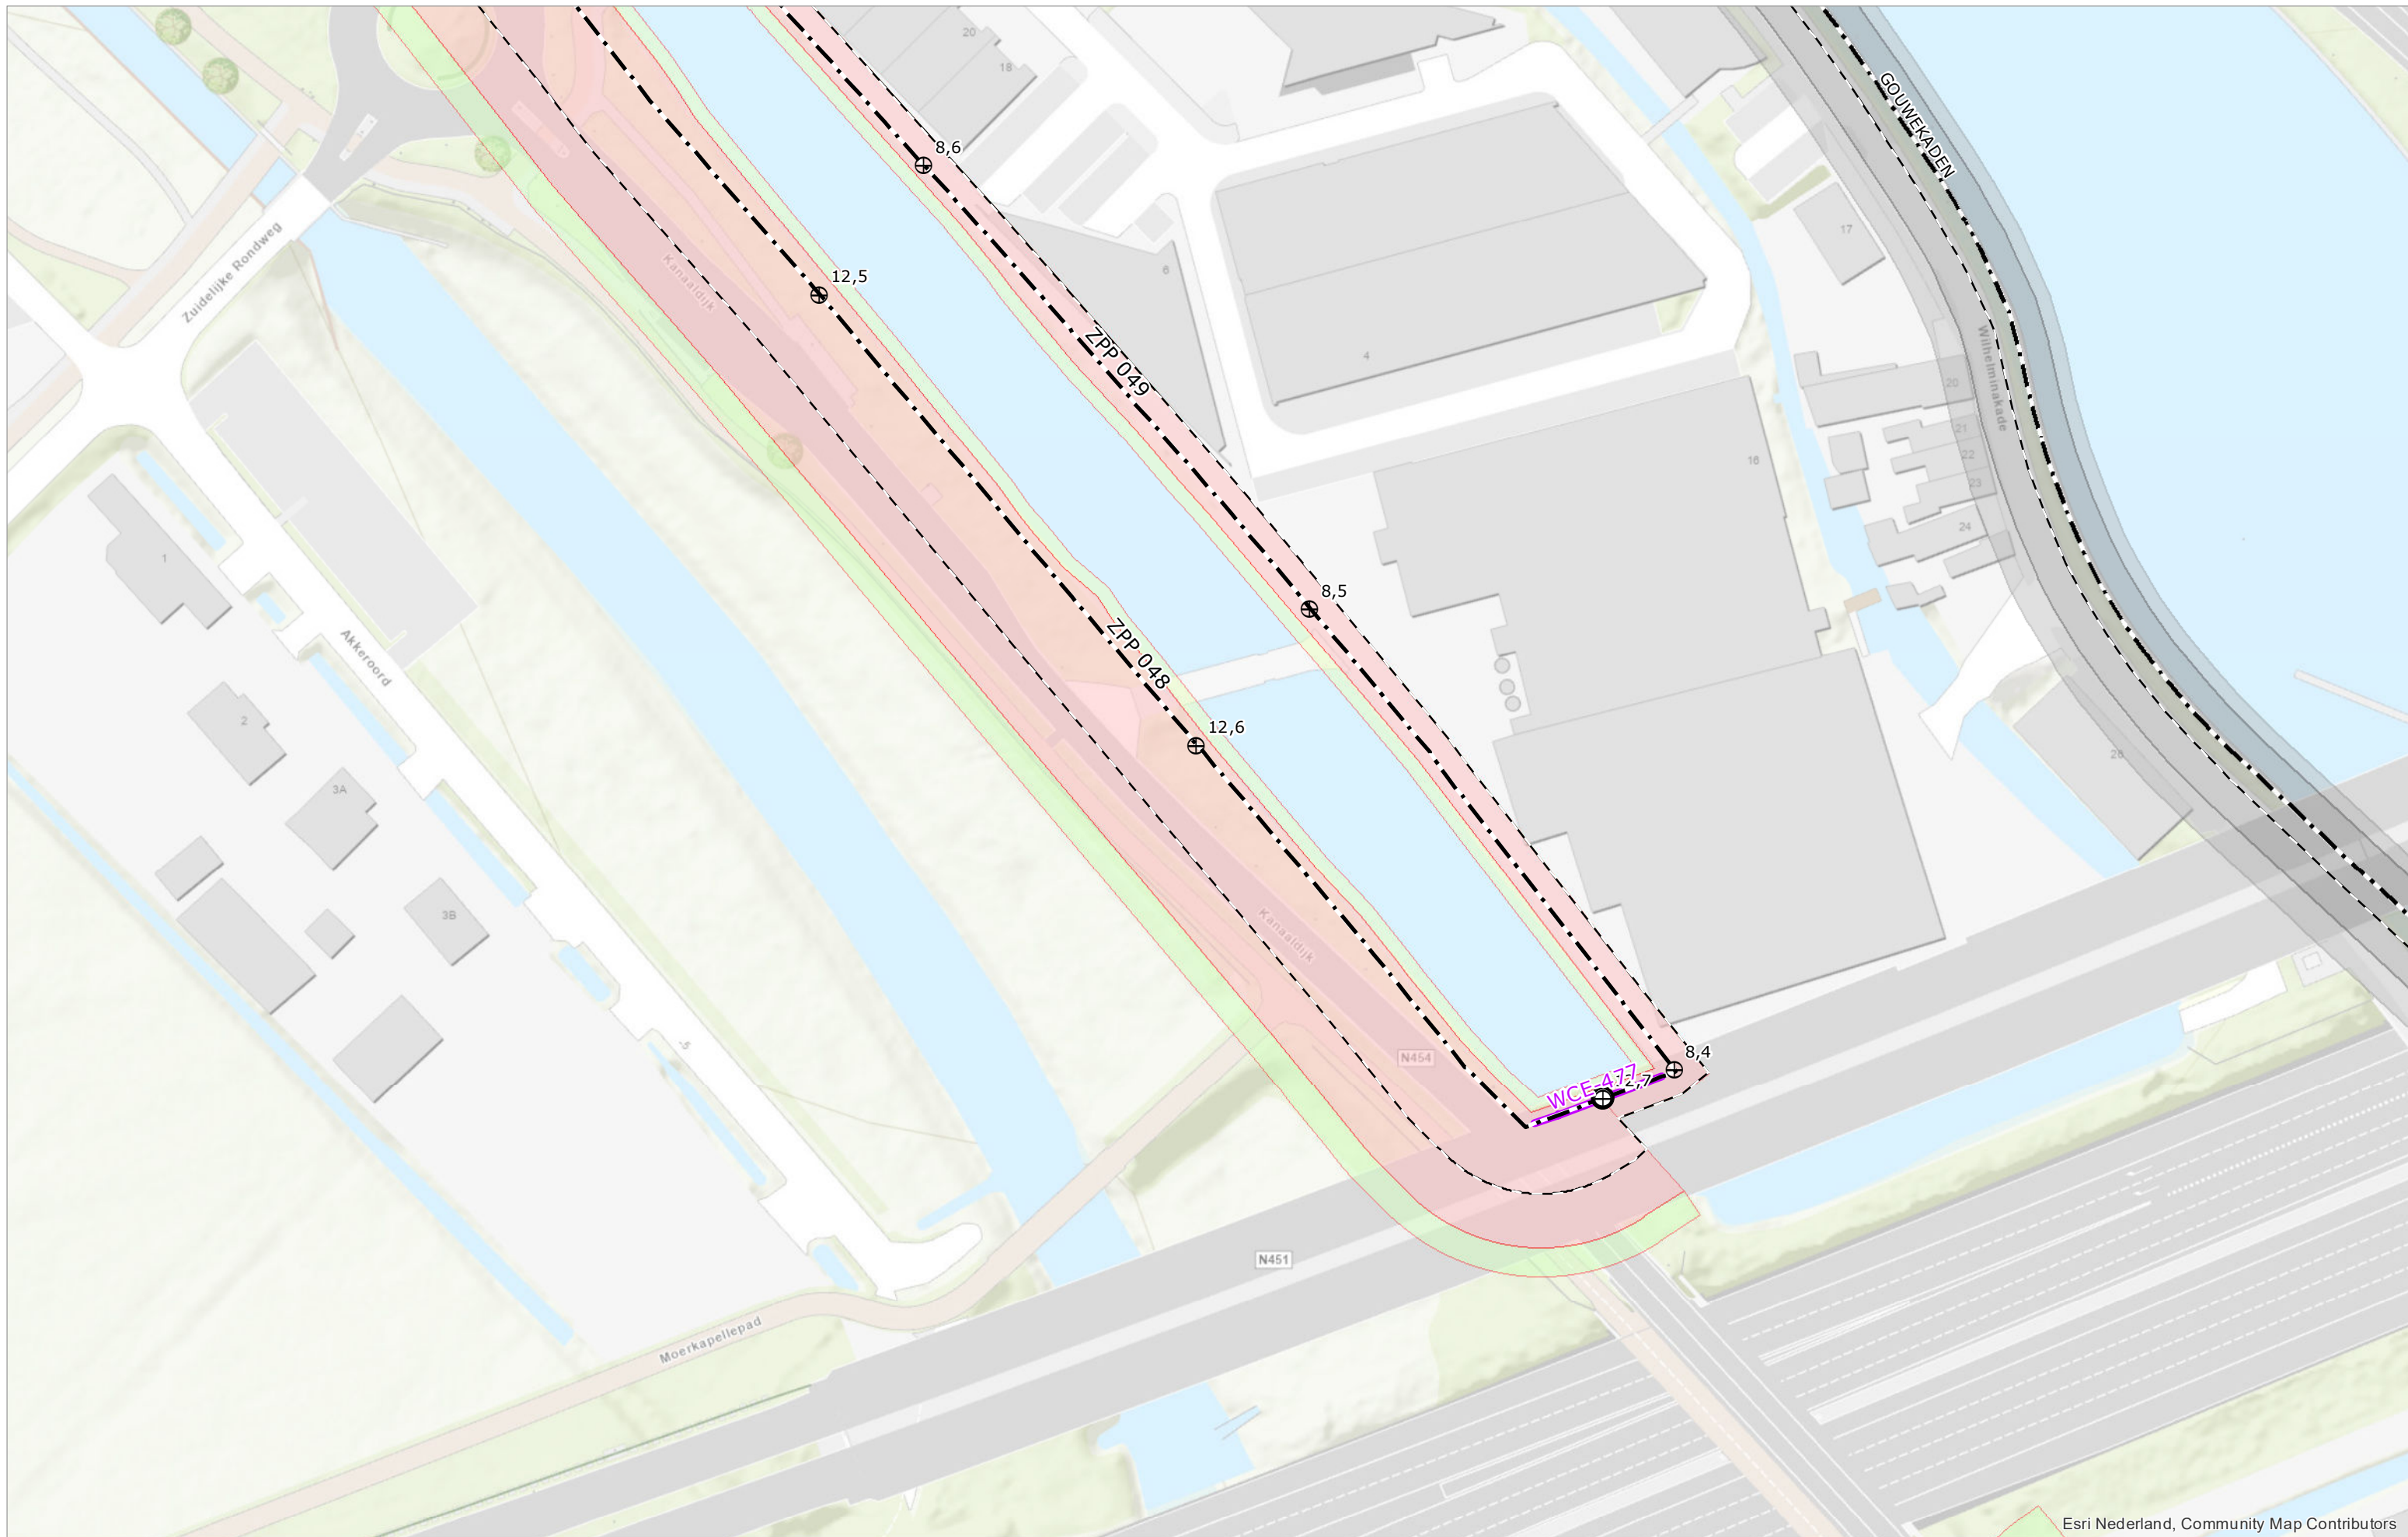 20
18
GOUWEKADEN
8,6
17
Zuidelijke Rondweg
Kanaaldijk
12,5
6
ZPP 049
4
Wilhelminakade
20
21
22
16
23
24
1
8,5
Akkeroord
ZPP 048
2
12,6
3A
3B
Kanaaldijk
N454
8,4
WCE-477
2,7
-5
N451
Moerkapellepad
Esri Nederland, Community Map Contributors